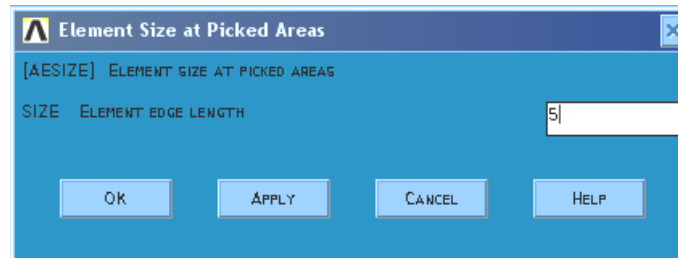 Element Size at Picked Areas
[AESIZE] ELEMENT SIZE AT PICKED AREAS
SIZE ELEMENT EDGE LENGTH 5
OK APPLY CANCEL HELP